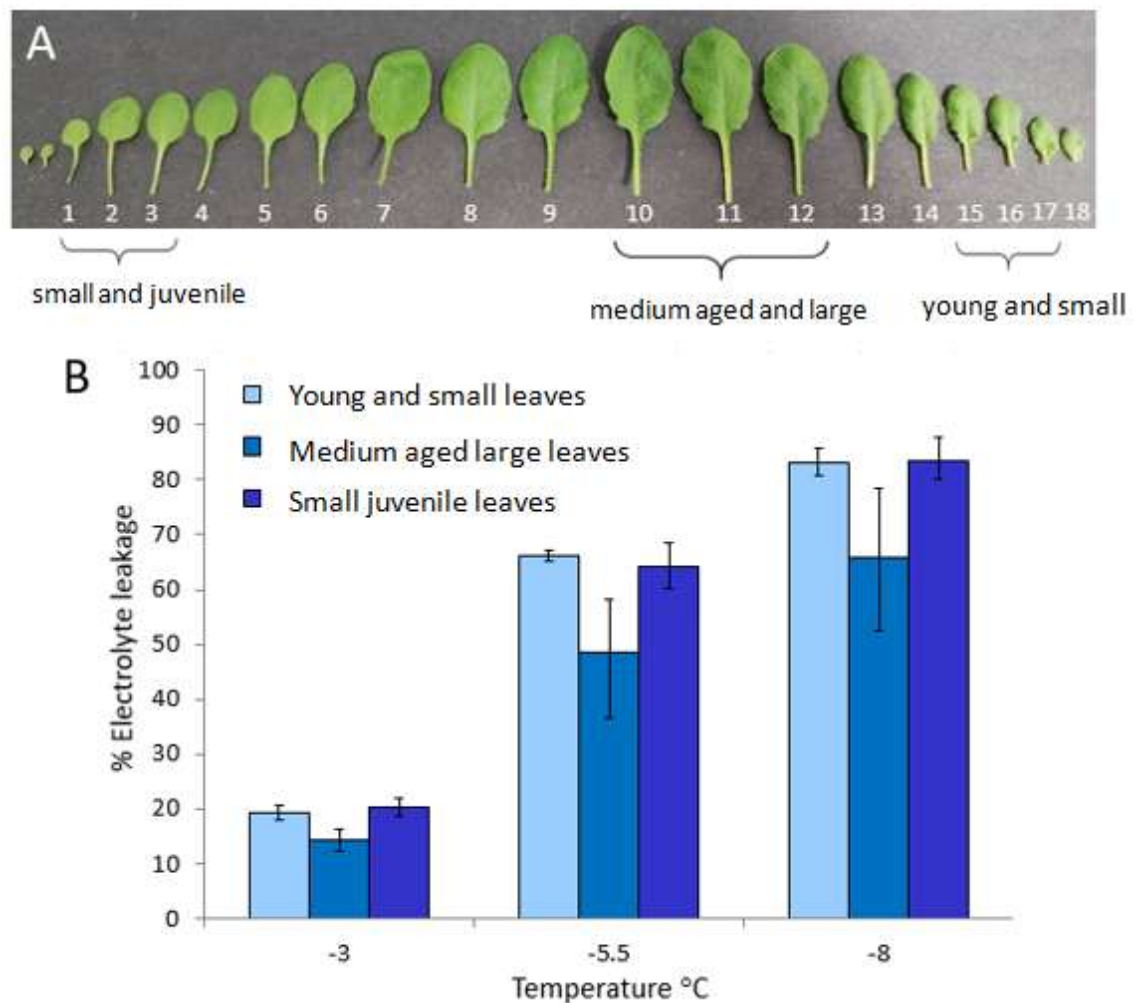 A
1 2 3 4 5 6 7 8 9 10 11 12 13 14 15 16 17 18
small and juvenile
medium aged and large
young and small
B
100
90
80
70
60
50
40
30
20
10
0
% Electrolyte leakage
Young and small leaves
Medium aged large leaves
Small juvenile leaves
-3 -5.5 -8
Temperature °C